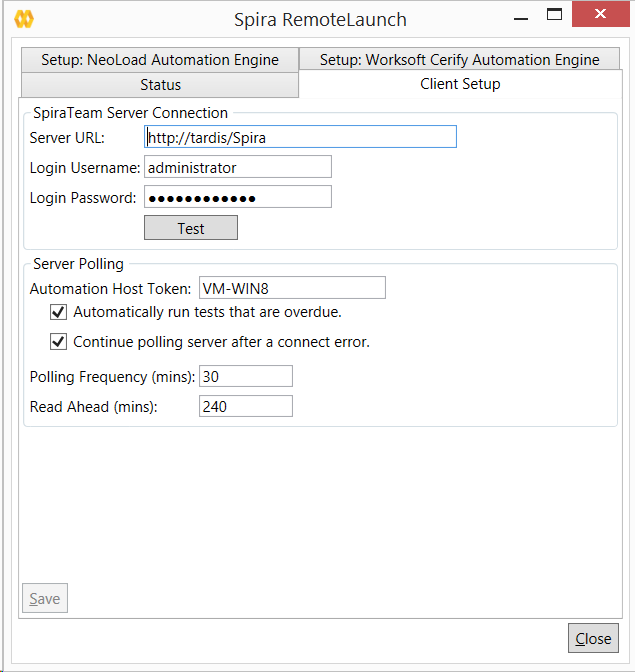 Spira RemoteLaunch
Setup: NeoLoad Automation Engine
Setup: Worksoft Cerify Automation Engine
Status
Client Setup
SpiraTeam Server Connection
Server URL: http://tardis/Spira
Login Username: administrator
Login Password: ●●●●●●●●●●●●
Test
Server Polling
Automation Host Token: VM-WIN8
Automatically run tests that are overdue.
Continue polling server after a connect error.
Polling Frequency (mins): 30
Read Ahead (mins): 240
Save
Close